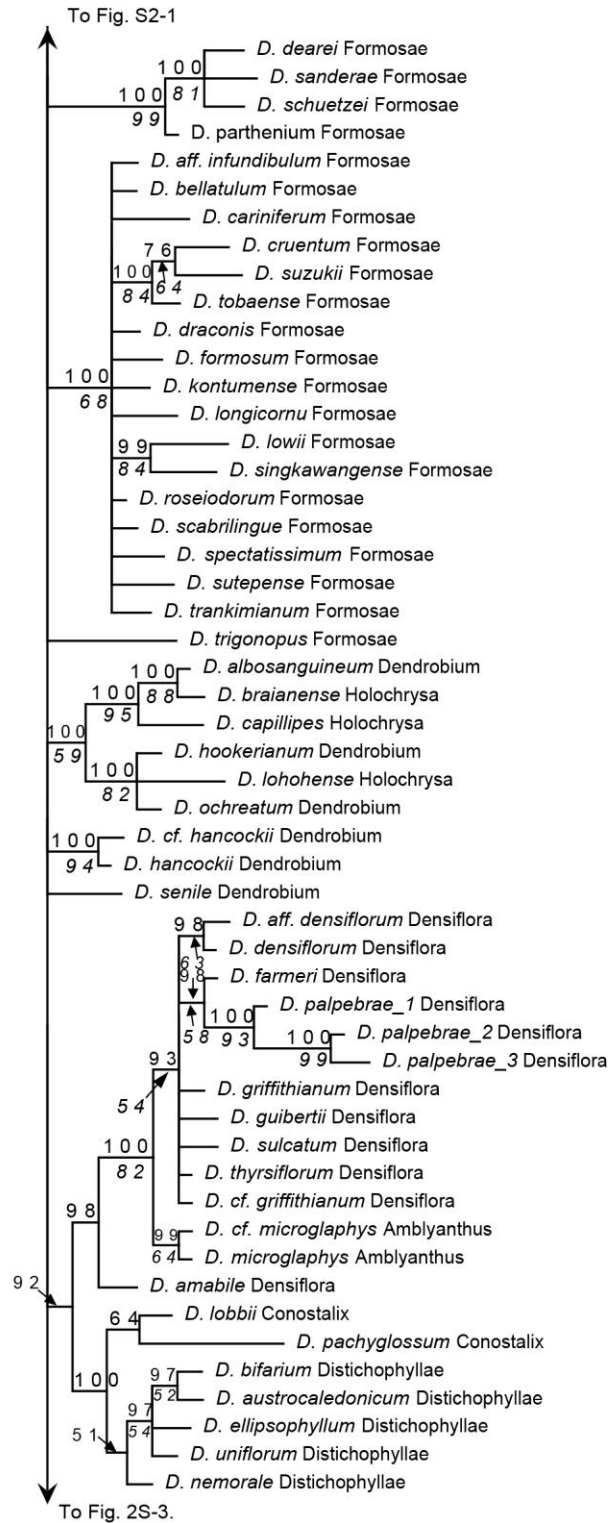 To Fig. S2-1
D. dearei Formosae
100
D. sanderae Formosae
81
100
D. schuetzei Formosae
99
D. parthenium Formosae
D. aff. infundibulum Formosae
D. bellatulum Formosae
D. cariniferum Formosae
76
D. cruentum Formosae
100
D. suzukii Formosae
84
64
D. tobaense Formosae
D. draconis Formosae
D. formosum Formosae
100
D. kontumense Formosae
68
D. longicornu Formosae
99
D. lowii Formosae
84
D. singkawangense Formosae
D. roseiodorum Formosae
D. scabrilingue Formosae
D. spectatissimum Formosae
D. sutepense Formosae
D. trankimianum Formosae
D. trigonopus Formosae
100
D. albosanguineum Dendrobium
88
100
D. braianense Holochrysa
95
D. capillipes Holochrysa
100
59
D. hookerianum Dendrobium
100
D. lohohense Holochrysa
82
D. ochreatum Dendrobium
100
D. cf. hancockii Dendrobium
94
D. hancockii Dendrobium
D. senile Dendrobium
98
D. aff. densiflorum Densiflora
D. densiflorum Densiflora
63
98
D. farmeri Densiflora
100
D. palpebrae_1 Densiflora
58
93
100
D. palpebrae_2 Densiflora
99
D. palpebrae_3 Densiflora
93
54
D. griffithianum Densiflora
D. guibertii Densiflora
100
D. sulcatum Densiflora
82
D. thyrsiflorum Densiflora
D. cf. griffithianum Densiflora
98
99
D. cf. microglaphys Amblyanthus
64
D. microglaphys Amblyanthus
92
D. amabile Densiflora
64
D. lobbii Conostalix
D. pachyglossum Conostalix
100
97
D. bifarium Distichophyllae
52
D. austrocaledonicum Distichophyllae
97
54
D. ellipsophyllum Distichophyllae
51
D. uniflorum Distichophyllae
D. nemorale Distichophyllae
To Fig. 2S-3.